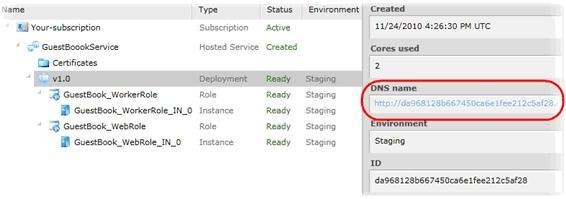 Name Type Status Environment
Your-subscription Subscription Active
GuestBoookService Hosted Service Created
Certificates
v1.0 Deployment Ready Staging
GuestBook_WorkerRole Role Ready Staging
GuestBook_WorkerRole_IN_0 Instance Ready Staging
GuestBook_WebRole Role Ready Staging
GuestBook_WebRole_IN_0 Instance Ready Staging
Created
11/24/2010 4:26:30 PM UTC
Cores used
2
DNS name
http://da968128b667450ca6e1fee212c5af28.
Environment
Staging
ID
da968128b667450ca6e1fee212c5af28